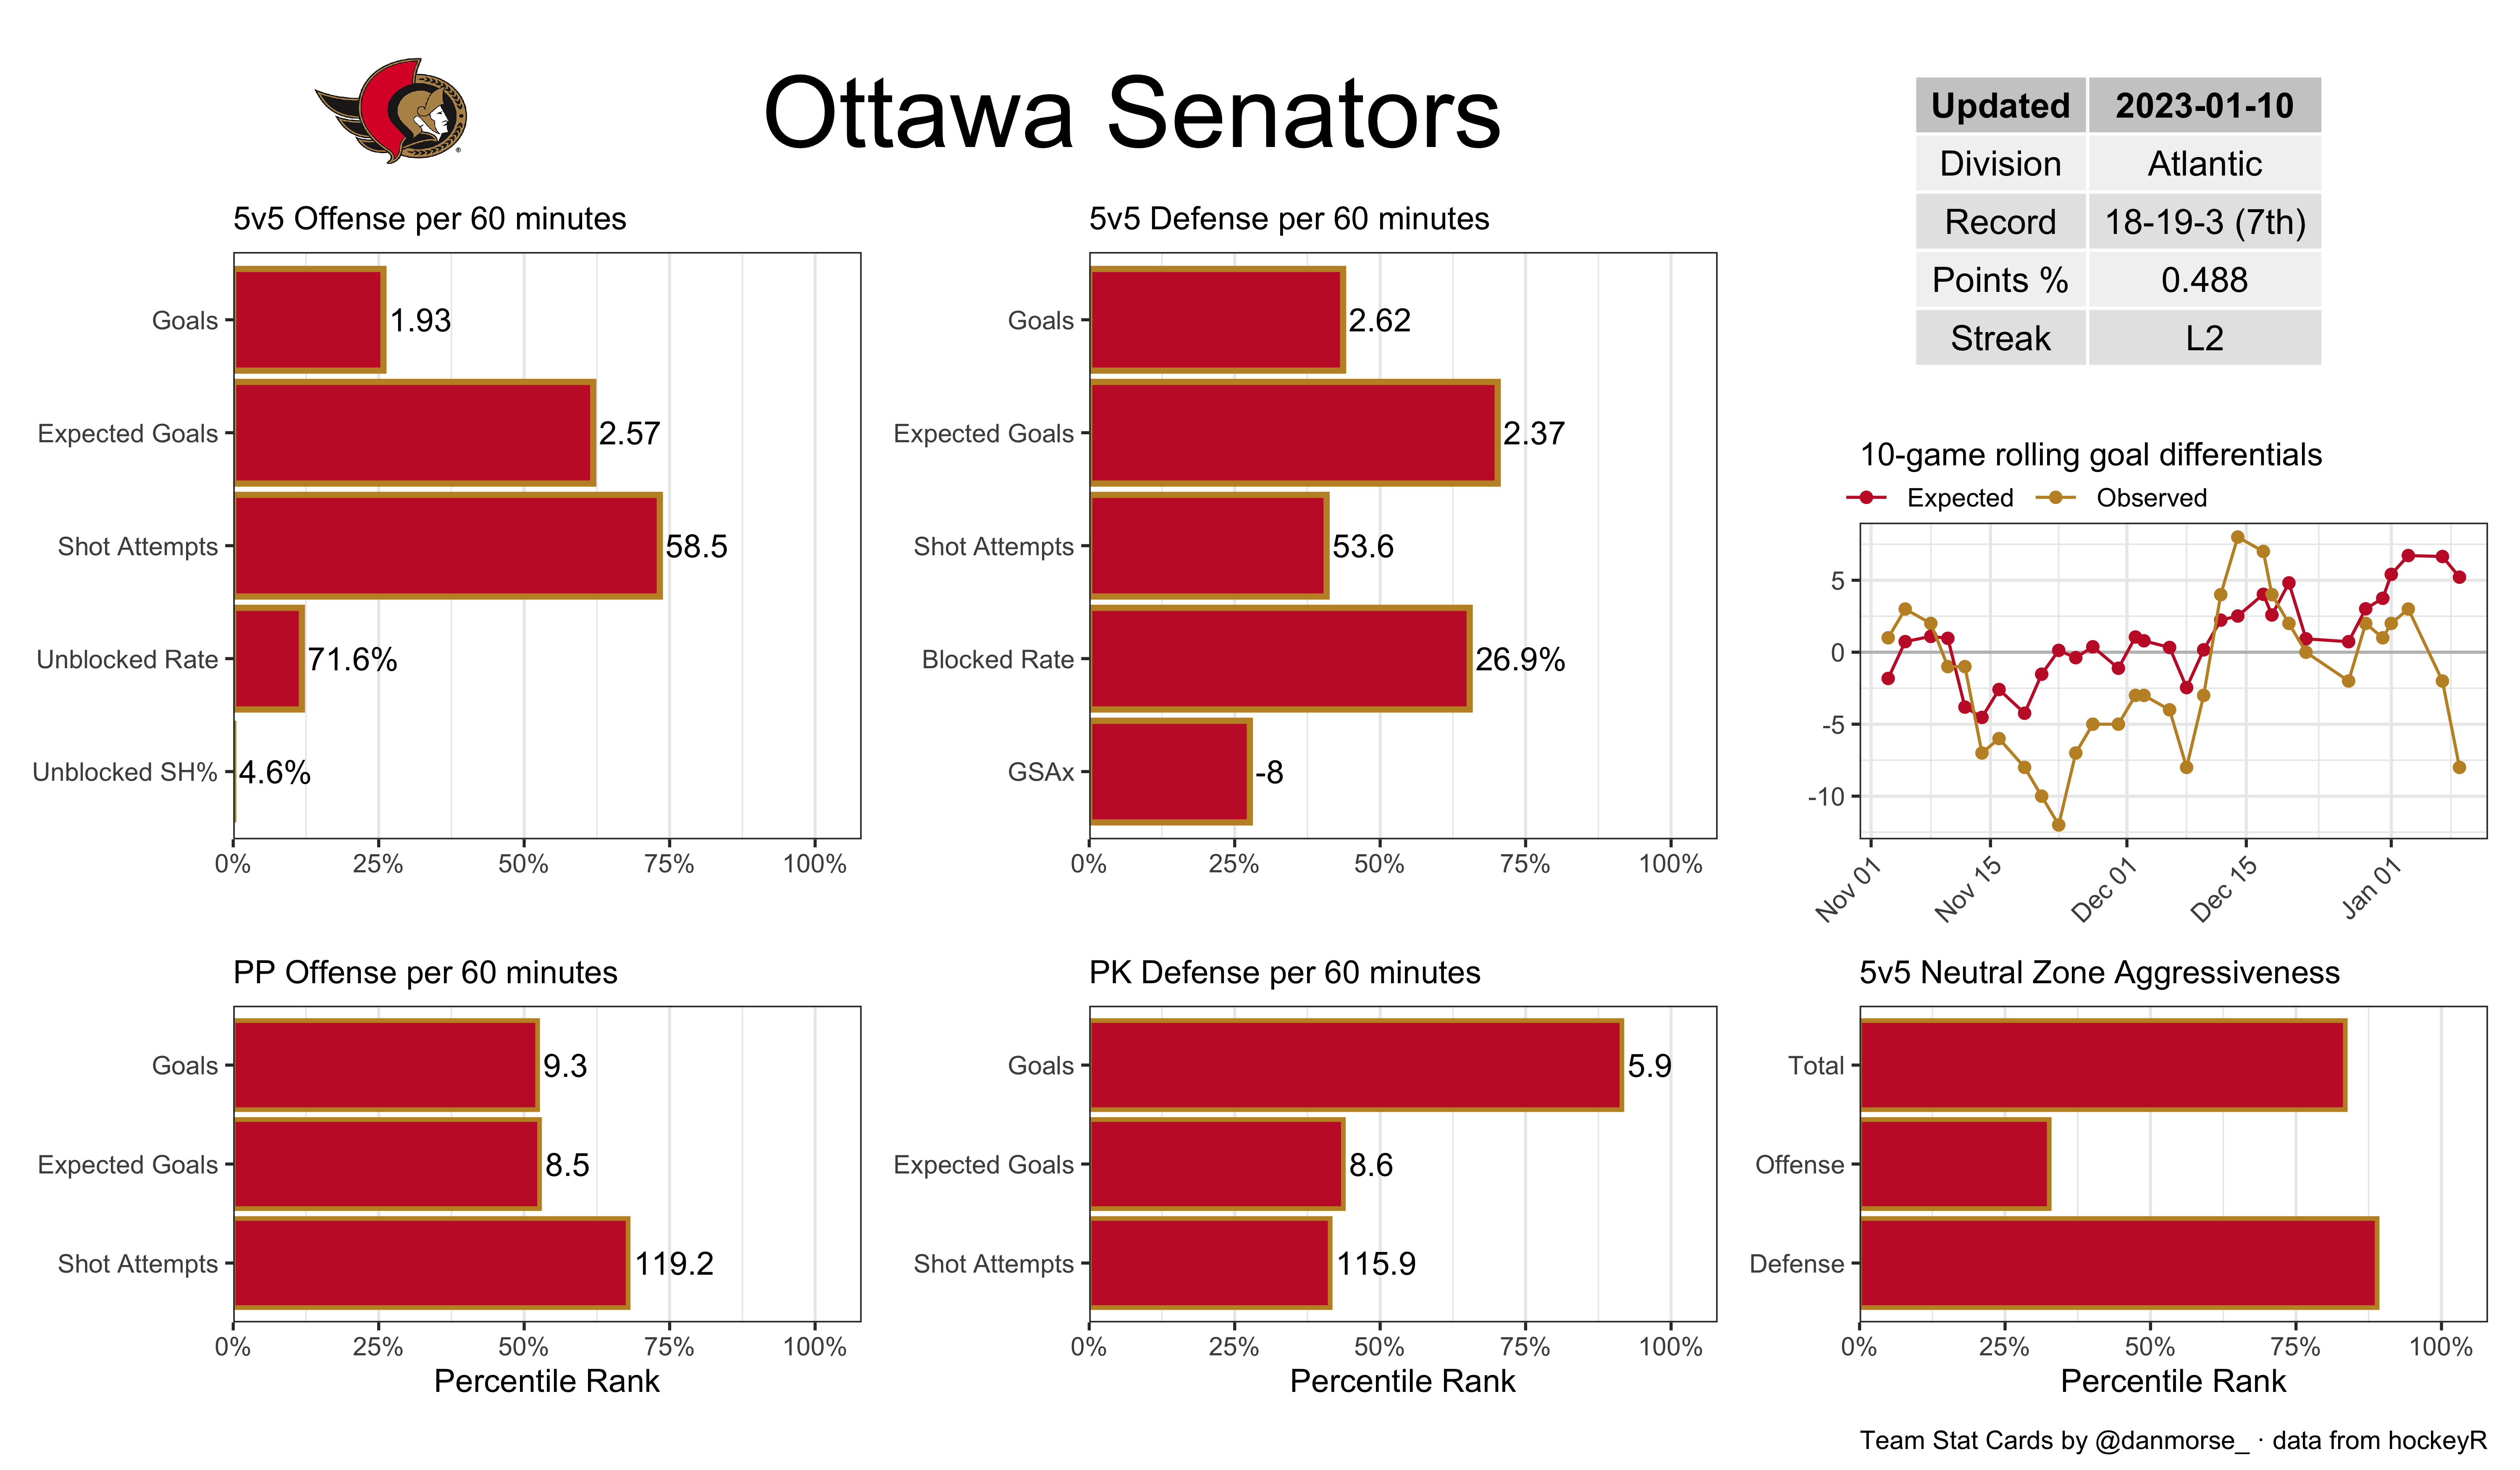 Ottawa Senators
Updated 2023-01-10
Division Atlantic
Record 18-19-3 (7th)
Points % 0.488
Streak L2
5v5 Offense per 60 minutes
Goals 1.93
Expected Goals 2.57
Shot Attempts 58.5
Unblocked Rate 71.6%
Unblocked SH% 4.6%
0% 25% 50% 75% 100%
5v5 Defense per 60 minutes
Goals 2.62
Expected Goals 2.37
Shot Attempts 53.6
Blocked Rate 26.9%
GSAx -8
0% 25% 50% 75% 100%
10-game rolling goal differentials
Expected Observed
5
0
-5
-10
Nov 01 Nov 15 Dec 01 Dec 15 Jan 01
PP Offense per 60 minutes
Goals 9.3
Expected Goals 8.5
Shot Attempts 119.2
0% 25% 50% 75% 100%
Percentile Rank
PK Defense per 60 minutes
Goals 5.9
Expected Goals 8.6
Shot Attempts 115.9
0% 25% 50% 75% 100%
Percentile Rank
5v5 Neutral Zone Aggressiveness
Total
Offense
Defense
0% 25% 50% 75% 100%
Percentile Rank
Team Stat Cards by @danmorse_ · data from hockeyR